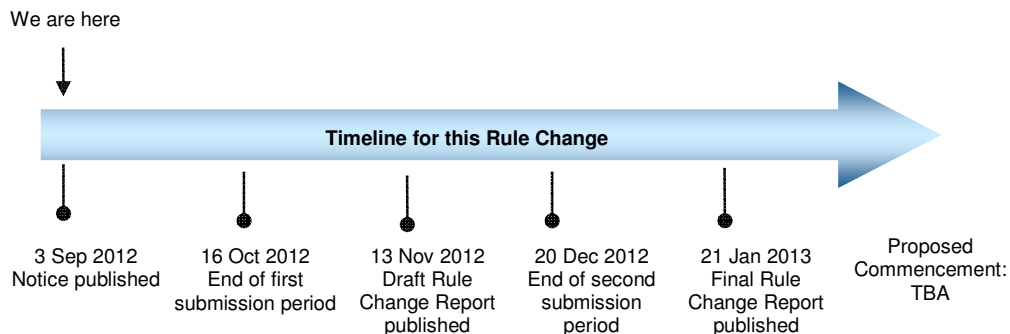 We are here
Timeline for this Rule Change
3 Sep 2012
Notice published
16 Oct 2012
End of first
submission period
13 Nov 2012
Draft Rule
Change Report
published
20 Dec 2012
End of second
submission
period
21 Jan 2013
Final Rule
Change Report
published
Proposed
Commencement:
TBA